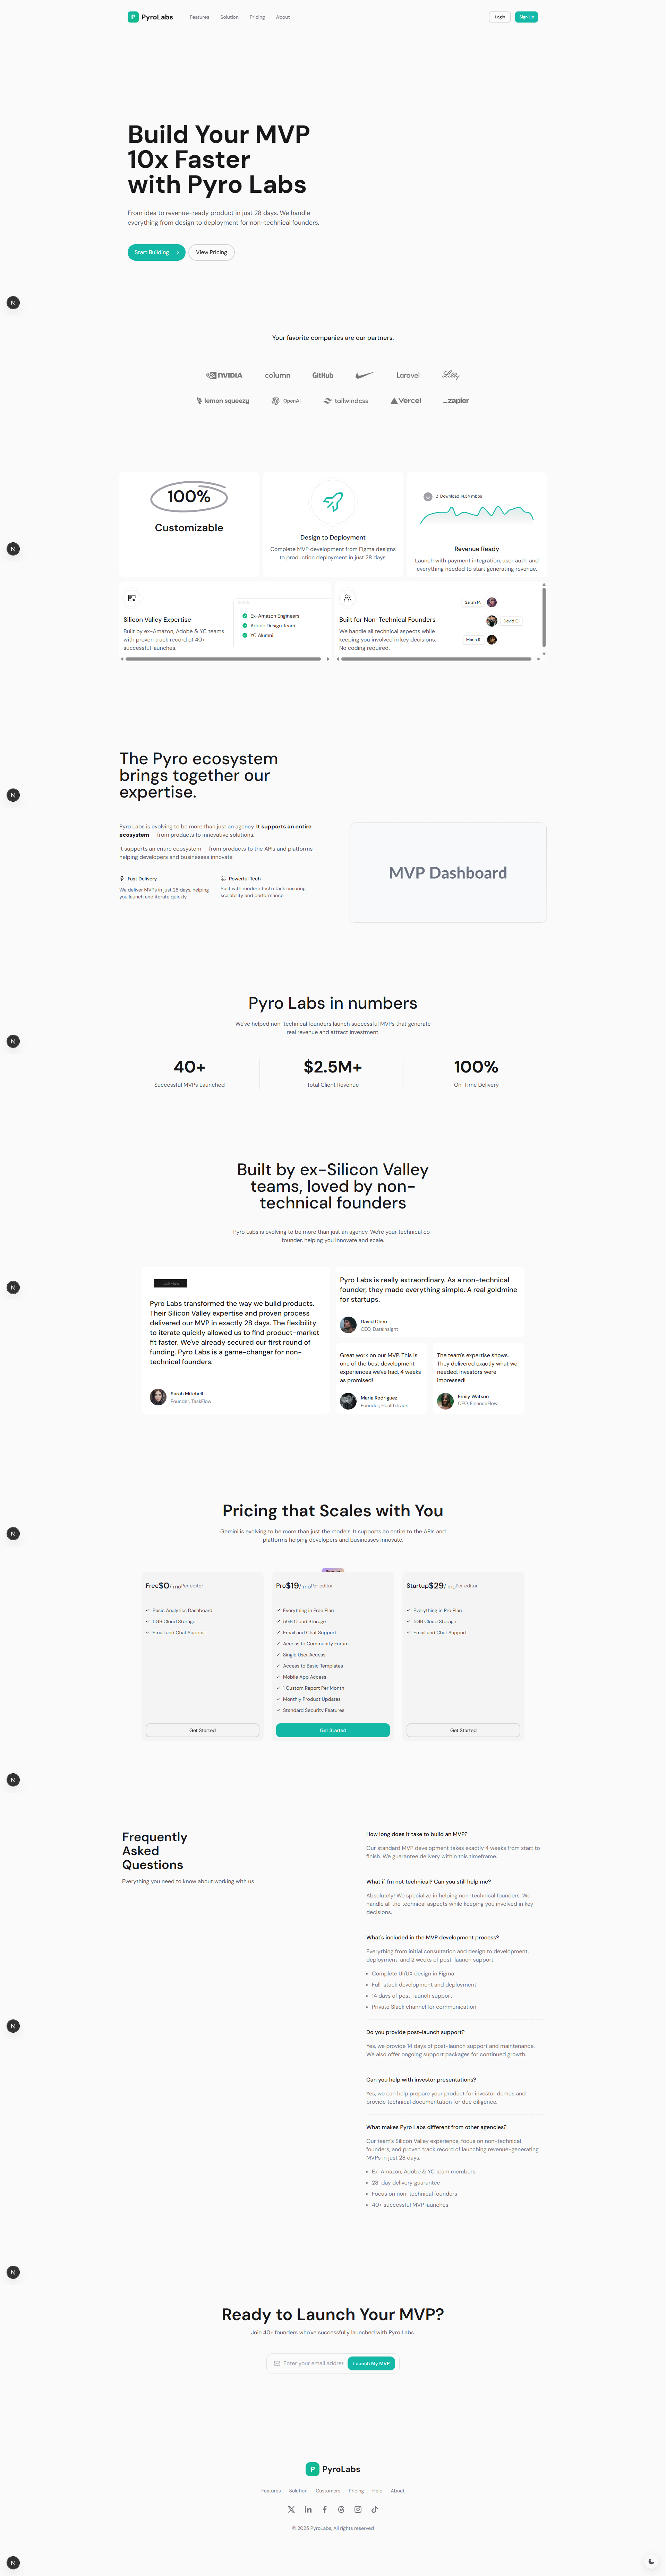 P PyroLabs Features Solution Pricing About Login Sign Up
Build Your MVP
10x Faster
with Pyro Labs
From idea to revenue-ready product in just 28 days. We handle
everything from design to deployment for non-technical founders.
Start Building View Pricing
Your favorite companies are our partners.
NVIDIA column GitHub Laravel Lilly
lemon squeezy OpenAI tailwindcss Vercel zapier
100%
Customizable
Design to Deployment
Complete MVP development from Figma designs
to production deployment in just 28 days.
Download 14.24 mbps
Revenue Ready
Launch with payment integration, user auth, and
everything needed to start generating revenue.
Silicon Valley Expertise
Built by ex-Amazon, Adobe & YC teams
with proven track record of 40+
successful launches.
Ex-Amazon Engineers
Adobe Design Team
YC Alumni
Built for Non-Technical Founders
We handle all technical aspects while
keeping you involved in key decisions.
No coding required.
Sarah M.
David C.
Maria R.
The Pyro ecosystem
brings together our
expertise.
Pyro Labs is evolving to be more than just an agency. It supports an entire
ecosystem — from products to innovative solutions.
It supports an entire ecosystem — from products to the APIs and platforms
helping developers and businesses innovate
Fast Delivery
We deliver MVPs in just 28 days, helping
you launch and iterate quickly.
Powerful Tech
Built with modern tech stack ensuring
scalability and performance.
MVP Dashboard
Pyro Labs in numbers
We've helped non-technical founders launch successful MVPs that generate
real revenue and attract investment.
40+
Successful MVPs Launched
$2.5M+
Total Client Revenue
100%
On-Time Delivery
Built by ex-Silicon Valley
teams, loved by non-
technical founders
Pyro Labs is evolving to be more than just an agency. We're your technical co-
founder, helping you innovate and scale.
TaskFlow
Pyro Labs transformed the way we build products.
Their Silicon Valley expertise and proven process
delivered our MVP in exactly 28 days. The flexibility
to iterate quickly allowed us to find product-market
fit faster. We've already secured our first round of
funding. Pyro Labs is a game-changer for non-
technical founders.
Sarah Mitchell
Founder, TaskFlow
Pyro Labs is really extraordinary. As a non-technical
founder, they made everything simple. A real goldmine
for startups.
David Chen
CEO, DataInsight
Great work on our MVP. This is
one of the best development
experiences we've had. 4 weeks
as promised!
Maria Rodriguez
Founder, HealthTrack
The team's expertise shows.
They delivered exactly what we
needed. Investors were
impressed!
Emily Watson
CEO, FinanceFlow
Pricing that Scales with You
Gemini is evolving to be more than just the models. It supports an entire to the APIs and
platforms helping developers and businesses innovate.
Free $0 / mo Per editor
Basic Analytics Dashboard
5GB Cloud Storage
Email and Chat Support
Get Started
Pro $19 / mo Per editor
Everything in Free Plan
5GB Cloud Storage
Email and Chat Support
Access to Community Forum
Single User Access
Access to Basic Templates
Mobile App Access
1 Custom Report Per Month
Monthly Product Updates
Standard Security Features
Get Started
Startup $29 / mo Per editor
Everything in Pro Plan
5GB Cloud Storage
Email and Chat Support
Get Started
Frequently
Asked
Questions
Everything you need to know about working with us
How long does it take to build an MVP?
Our standard MVP development takes exactly 4 weeks from start to
finish. We guarantee delivery within this timeframe.
What if I'm not technical? Can you still help me?
Absolutely! We specialize in helping non-technical founders. We
handle all the technical aspects while keeping you involved in key
decisions.
What's included in the MVP development process?
Everything from initial consultation and design to development,
deployment, and 2 weeks of post-launch support.
Complete UI/UX design in Figma
Full-stack development and deployment
14 days of post-launch support
Private Slack channel for communication
Do you provide post-launch support?
Yes, we provide 14 days of post-launch support and maintenance.
We also offer ongoing support packages for continued growth.
Can you help with investor presentations?
Yes, we can help prepare your product for investor demos and
provide technical documentation for due diligence.
What makes Pyro Labs different from other agencies?
Our team's Silicon Valley experience, focus on non-technical
founders, and proven track record of launching revenue-generating
MVPs in just 28 days.
Ex-Amazon, Adobe & YC team members
28-day delivery guarantee
Focus on non-technical founders
40+ successful MVP launches
Ready to Launch Your MVP?
Join 40+ founders who've successfully launched with Pyro Labs.
Enter your email addres Launch My MVP
P PyroLabs
Features Solution Customers Pricing Help About
© 2025 PyroLabs, All rights reserved